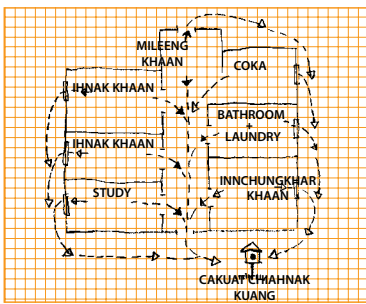 MILEENG
KHAAN
COKA
IHNAK KHAAN
BATHROOM
+
LAUNDRY
IHNAK KHAAN
INNCHUNGKHAR
KHAAN
STUDY
CAKUAT CHIAHNAK
KUANG